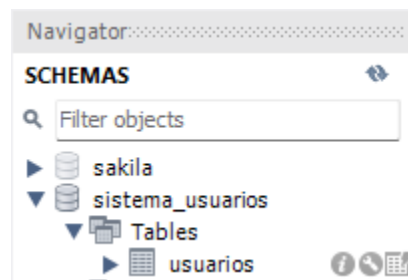 Navigator
SCHEMAS
Filter objects
sakila
sistema_usuarios
Tables
usuarios